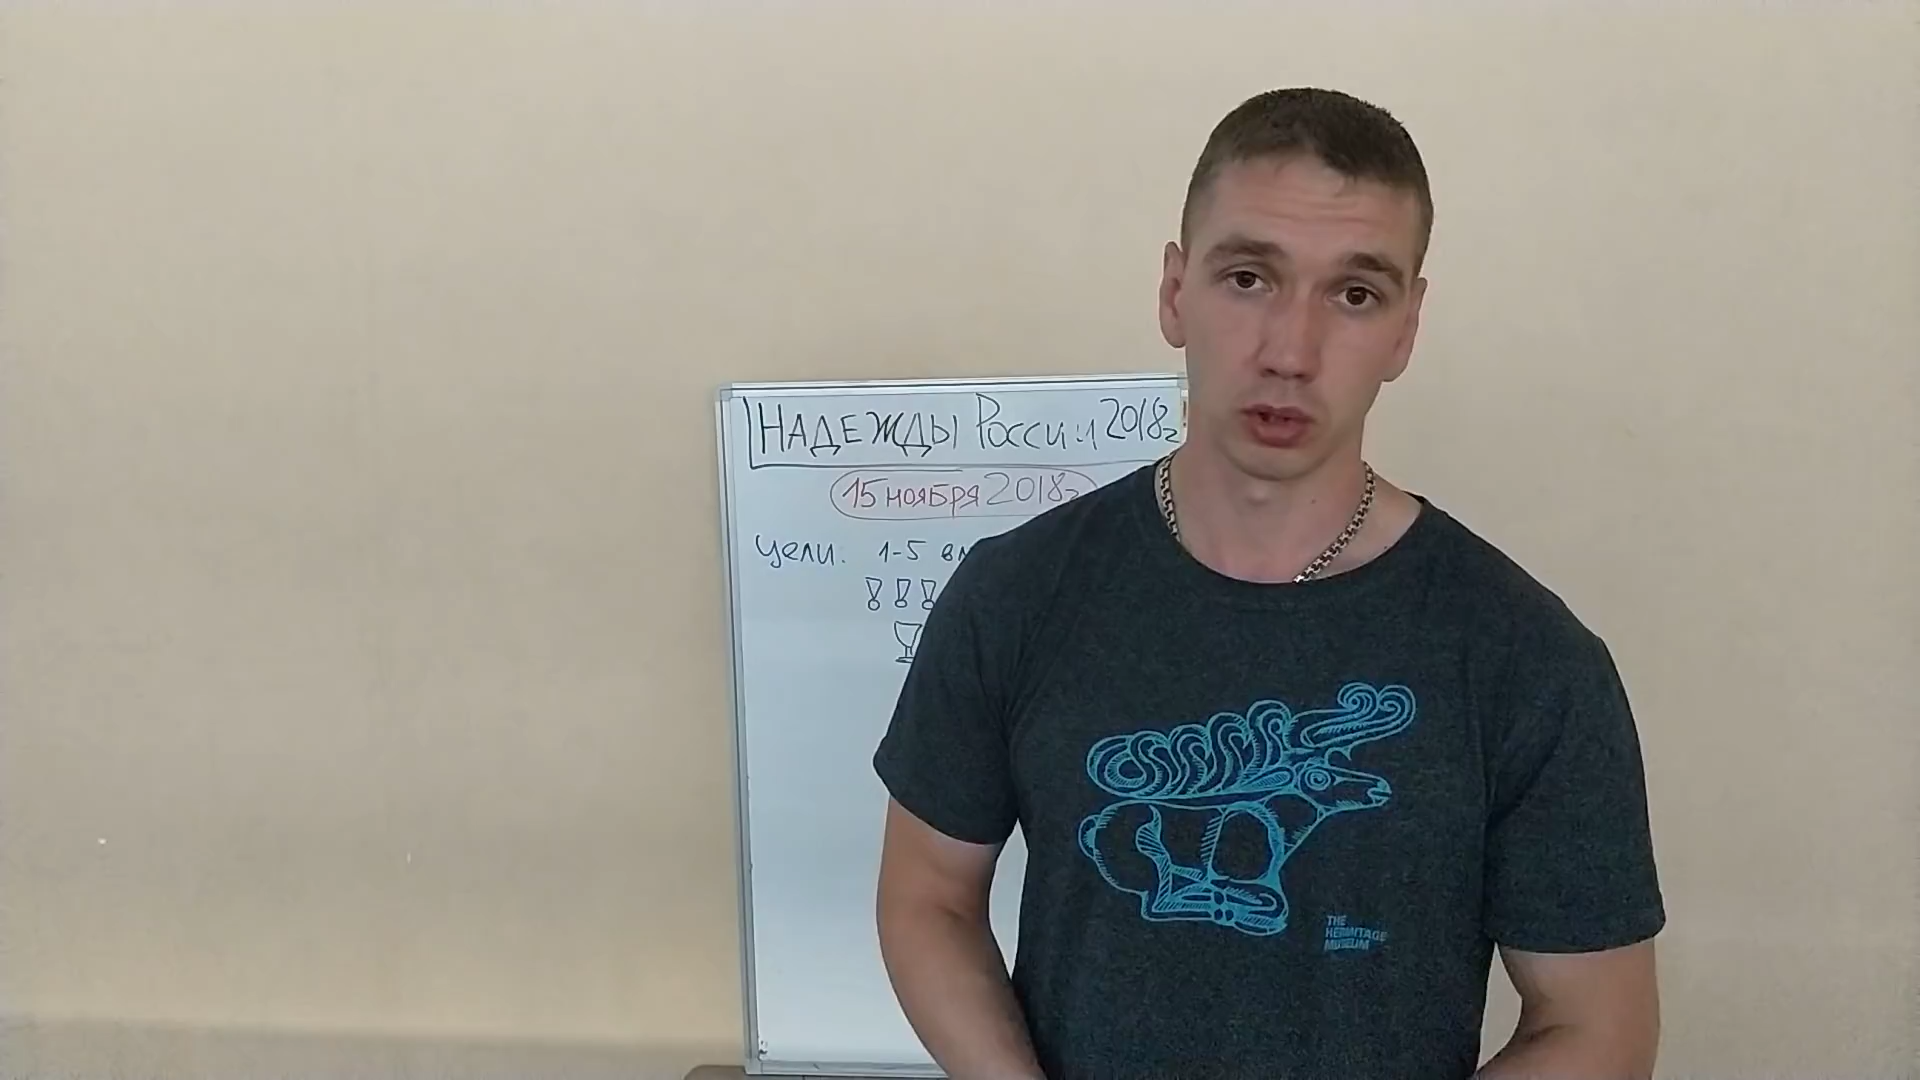 НАДЕЖДЫ России 2018г
15 ноября 2018г
цели. 1-5
! ! !
THE
HERMITAGE
MUSEUM